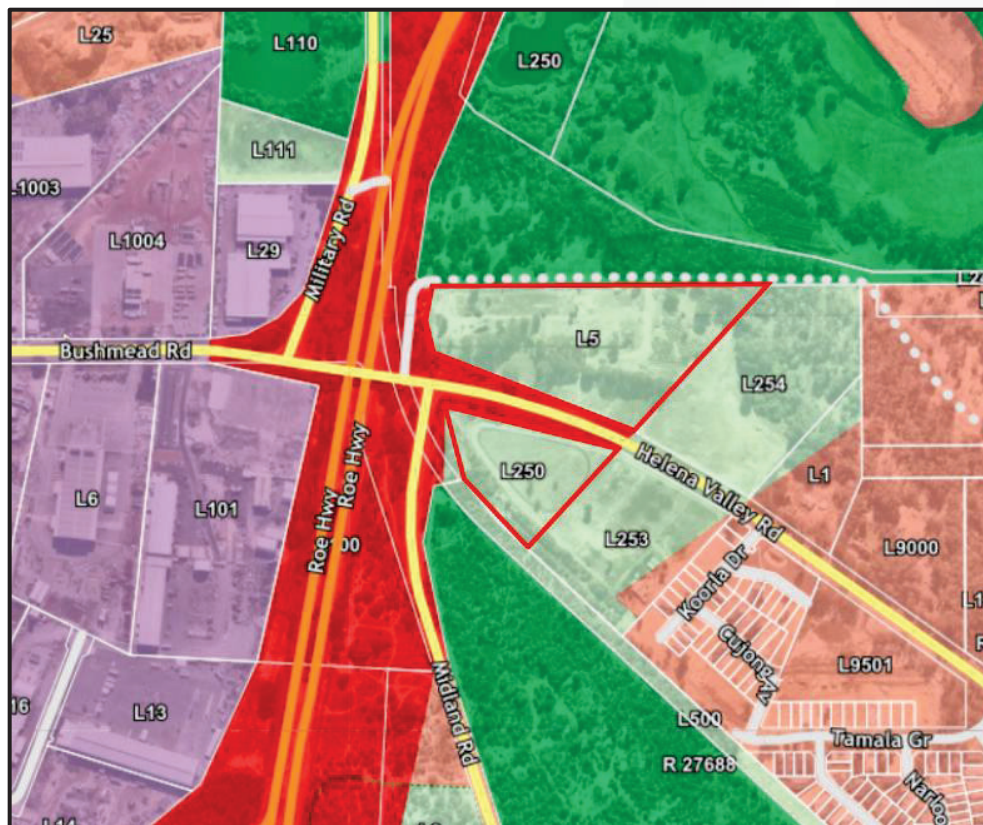 L25
L110
L250
L111
L1003
L1004
L29
Military Rd
L5
L254
Bushmead Rd
L250
Helena Valley Rd
L1
L6
L101
Roe Hwy
Roe Hwy
L253
L9000
Koorta Dr
Cujong
L9501
L13
Midland Rd
L500
Tamala Gr
R 27688